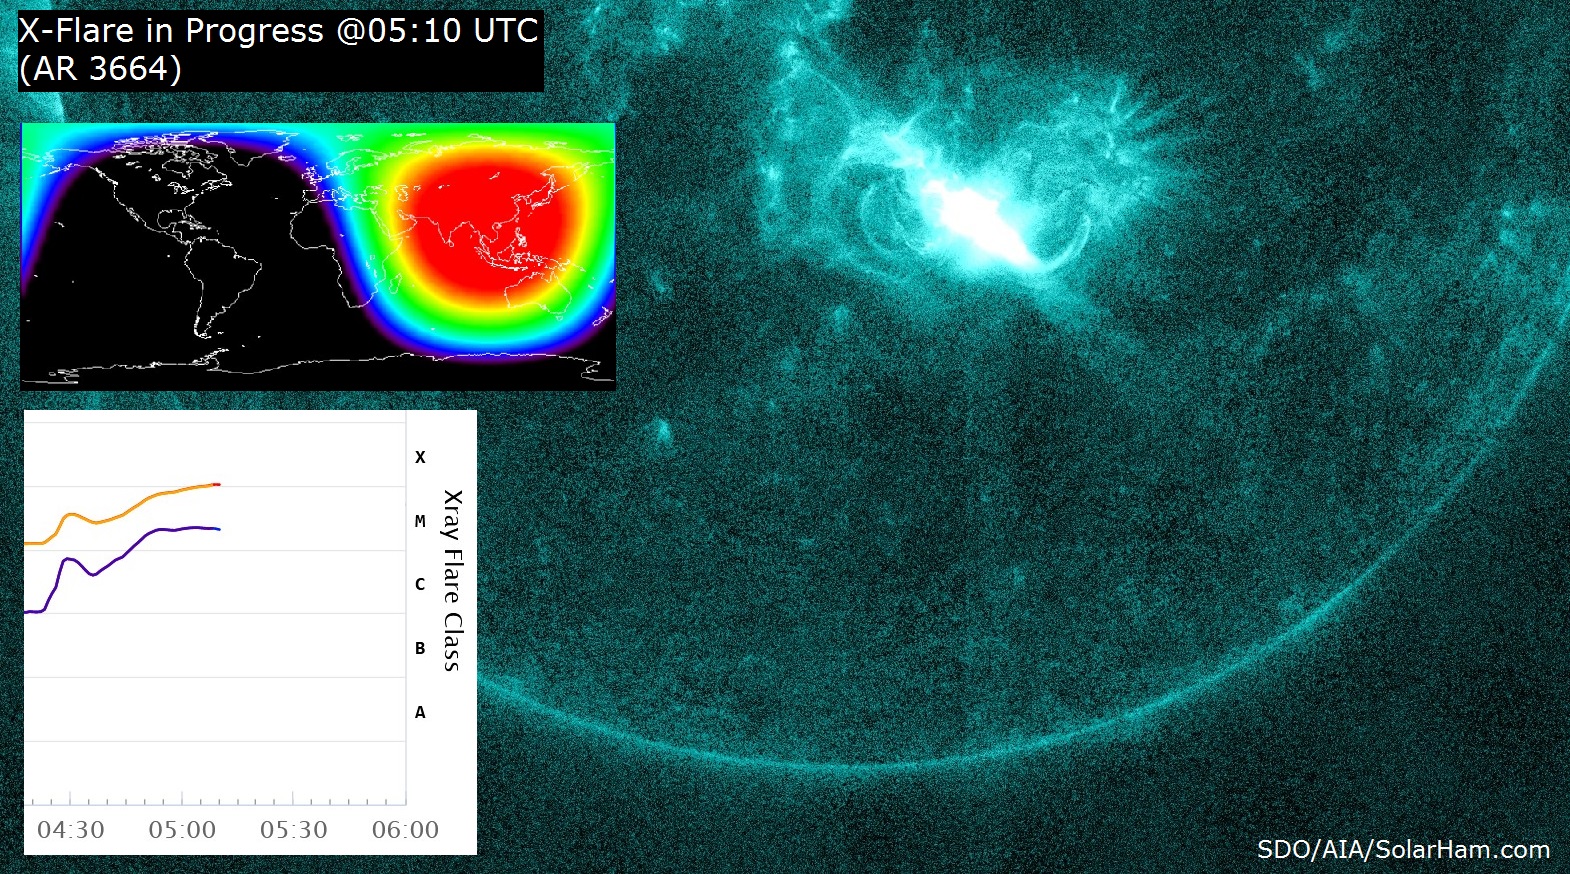 X-Flare in Progress @05:10 UTC
(AR 3664)
X
M
C
B
A
Xray Flare Class
04:30 05:00 05:30 06:00
SDO/AIA/SolarHam.com